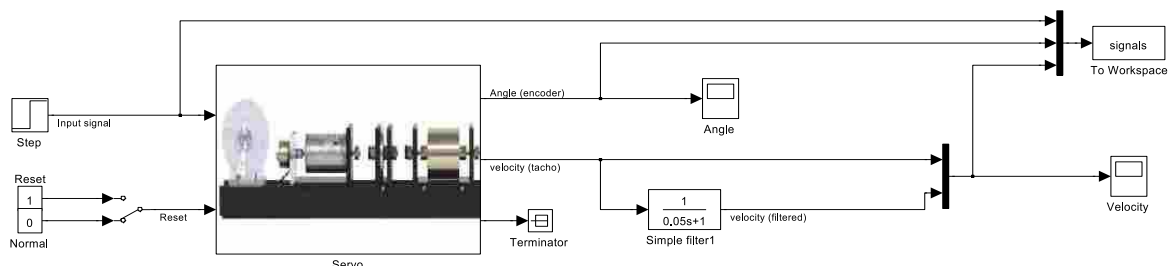 signals
To Workspace
Angle (encoder)
Angle
Input signal
Step
velocity (tacho)
Reset
1
0
Reset
Normal
1
0.05s+1
velocity (filtered)
Simple filter1
Velocity
Terminator
Servo